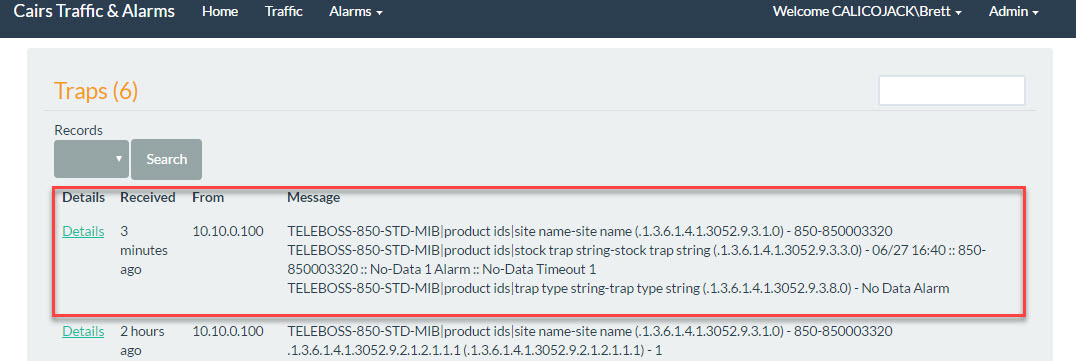 Cairs Traffic & Alarms Home Traffic Alarms Welcome CALICOJACK\Brett Admin
Traps (6)
Records
Search
Details Received From Message
Details 3 minutes ago 10.10.0.100 TELEBOSS-850-STD-MIB|product ids|site name-site name (.1.3.6.1.4.1.3052.9.3.1.0) - 850-850003320
TELEBOSS-850-STD-MIB|product ids|stock trap string-stock trap string (.1.3.6.1.4.1.3052.9.3.3.0) - 06/27 16:40 :: 850-
850003320 :: No-Data 1 Alarm :: No-Data Timeout 1
TELEBOSS-850-STD-MIB|product ids|trap type string-trap type string (.1.3.6.1.4.1.3052.9.3.8.0) - No Data Alarm
Details 2 hours ago 10.10.0.100 TELEBOSS-850-STD-MIB|product ids|site name-site name (.1.3.6.1.4.1.3052.9.3.1.0) - 850-850003320
.1.3.6.1.4.1.3052.9.2.1.2.1.1.1 (.1.3.6.1.4.1.3052.9.2.1.2.1.1.1) - 1